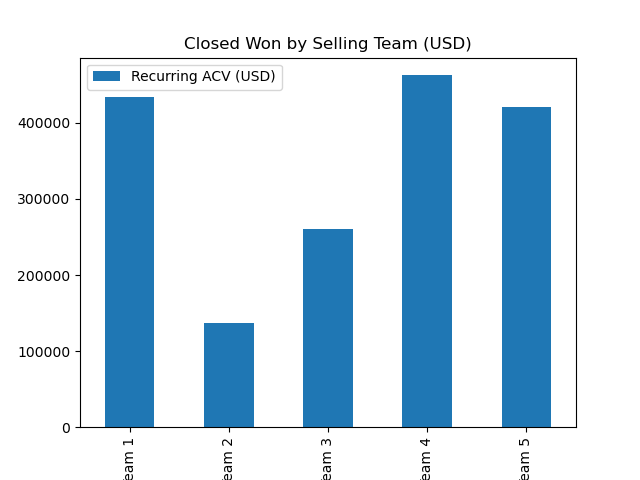 Closed Won by Selling Team (USD)
Recurring ACV (USD)
400000
300000
200000
100000
0
eam 1
eam 2
eam 3
eam 4
eam 5